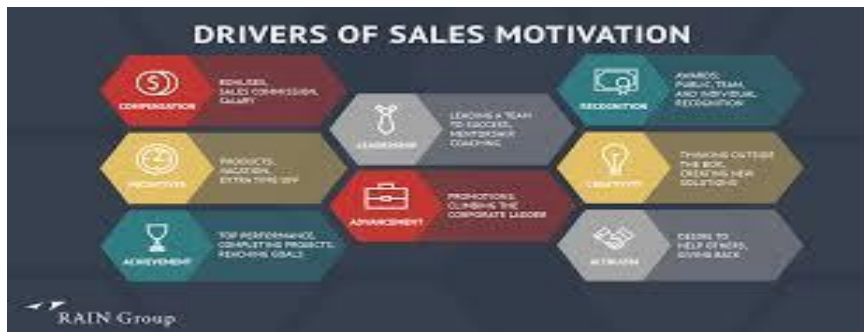 DRIVERS OF SALES MOTIVATION
COMPENSATION
BONUSES,
SALES COMMISSION,
SALARY
INCENTIVES
PRODUCTS,
VACATION,
EXTRA TIME OFF
ACHIEVEMENT
TOP PERFORMANCE,
COMPLETING PROJECTS,
REACHING GOALS
LEADERSHIP
LEADING A TEAM
TO SUCCESS,
MENTORSHIP
COACHING
ADVANCEMENT
PROMOTIONS,
CLIMBING THE
CORPORATE LADDER
RECOGNITION
AWARDS;
PUBLIC, TEAM,
AND INDIVIDUAL
RECOGNITION
CREATIVITY
THINKING OUTSIDE
THE BOX,
CREATING NEW
SOLUTIONS
ALTRUISM
DESIRE TO
HELP OTHERS,
GIVING BACK
RAIN Group